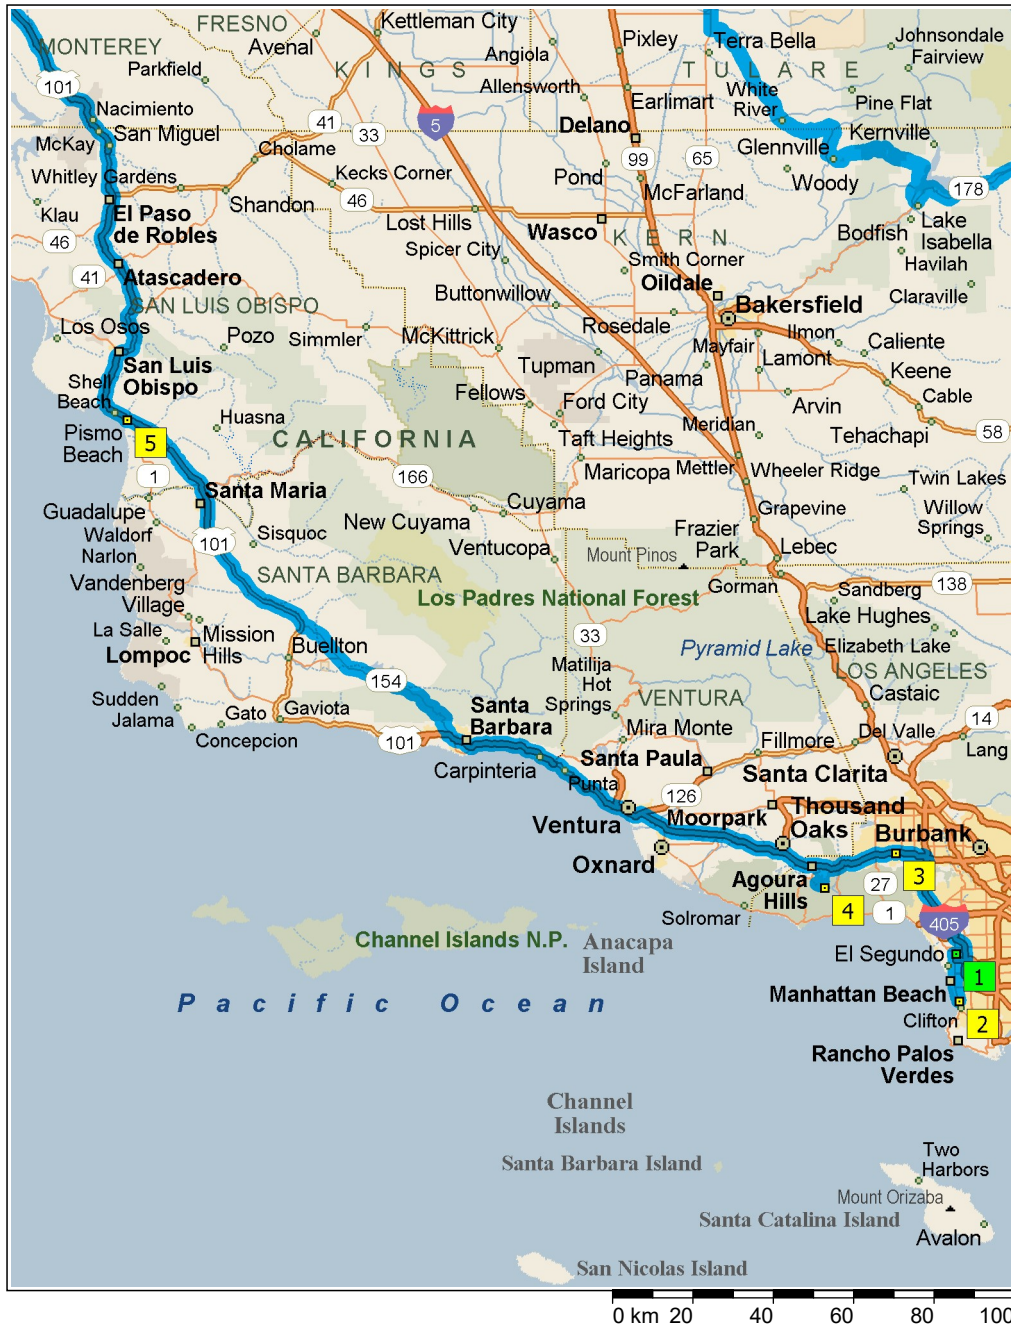 FRESNO
Kettleman City
MONTEREY
Avenal
Pixley
Terra Bella
Johnsondale
Angiola
Fairview
Parkfield
KINGS
TULARE
101
Allensworth
White
River
Earlimart
Pine Flat
Nacimiento
5
41
33
San Miguel
Delano
Kernville
McKay
Cholame
99
65
Glennville
Whitley Gardens
Kecks Corner
Pond
Woody
178
46
McFarland
Klau
El Paso
de Robles
Shandon
Lost Hills
Wasco
KERN
Lake
Isabella
46
Bodfish
Spicer City
Smith Corner
Havilah
41
Atascadero
Oildale
Buttonwillow
Claraville
SAN LUIS OBISPO
Bakersfield
Los Osos
Pozo
Simmler
McKittrick
Rosedale
Ilmon
Caliente
Mayfair
San Luis
Obispo
Tupman
Lamont
Keene
Panama
Shell
Beach
Fellows
Ford City
Arvin
Cable
Huasna
Meridian
Pismo
Beach
5
CALIFORNIA
Taft Heights
Tehachapi
58
1
166
Maricopa
Mettler
Wheeler Ridge
Twin Lakes
Santa Maria
Cuyama
Grapevine
Willow
Springs
Guadalupe
New Cuyama
Frazier
Park
Waldorf
Sisquoc
101
Narlon
Ventucopa
Mount Pinos
Lebec
Vandenberg
Village
SANTA BARBARA
Gorman
Sandberg
138
Los Padres National Forest
Lake Hughes
La Salle
Mission
Hills
33
Pyramid Lake
Elizabeth Lake
Lompoc
Buellton
Matilija
Hot
Springs
LOS ANGELES
154
Castaic
Sudden
VENTURA
Jalama
Gato
Gaviota
Santa
Barbara
14
Mira Monte
Del Valle
Concepcion
101
Fillmore
Lang
Santa Paula
Carpinteria
Santa Clarita
Punta
126
Thousand
Oaks
Moorpark
Ventura
Burbank
Oxnard
Agoura
Hills
3
27
4
1
Solromar
405
Channel Islands N.P.
Anacapa
Island
El Segundo
1
Pacific Ocean
Manhattan Beach
Clifton
2
Rancho Palos
Verdes
Channel
Islands
Two
Harbors
Santa Barbara Island
Mount Orizaba
Santa Catalina Island
Avalon
San Nicolas Island
0 km 20 40 60 80 100